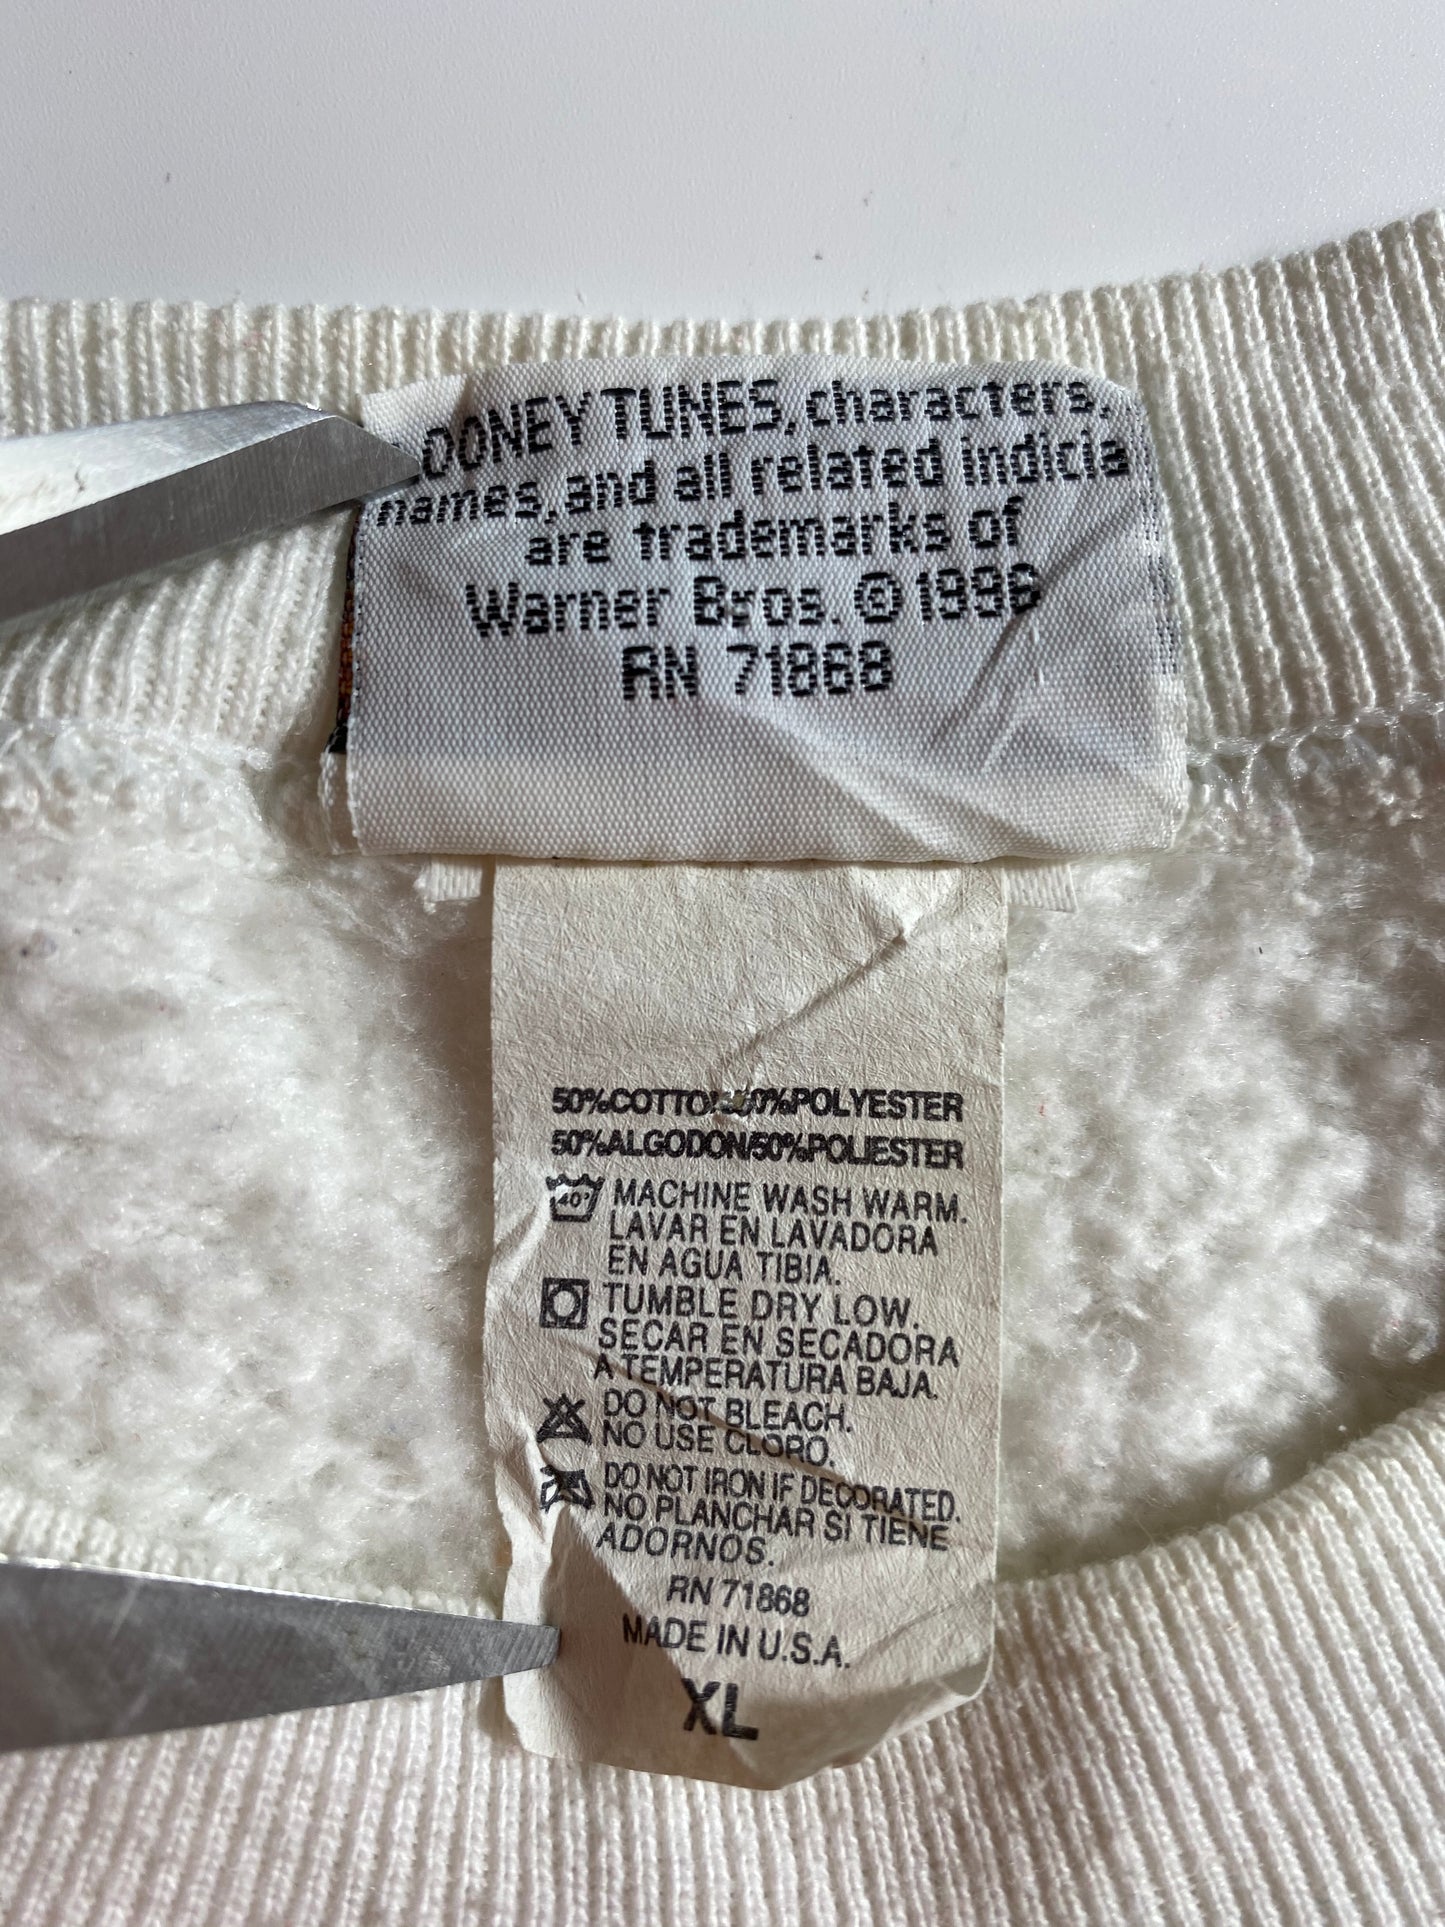 LOONEY TUNES, characters,
names, and all related indicia
are trademarks of
Warner Bros. © 1996
RN 71868
50%COTTON/50%POLYESTER
50%ALGODON/50%POLIESTER
40° MACHINE WASH WARM.
LAVAR EN LAVADORA
EN AGUA TIBIA.
TUMBLE DRY LOW.
SECAR EN SECADORA
A TEMPERATURA BAJA.
DO NOT BLEACH.
NO USE CLORO.
DO NOT IRON IF DECORATED.
NO PLANCHAR SI TIENE
ADORNOS.
RN 71868
MADE IN U.S.A.
XL